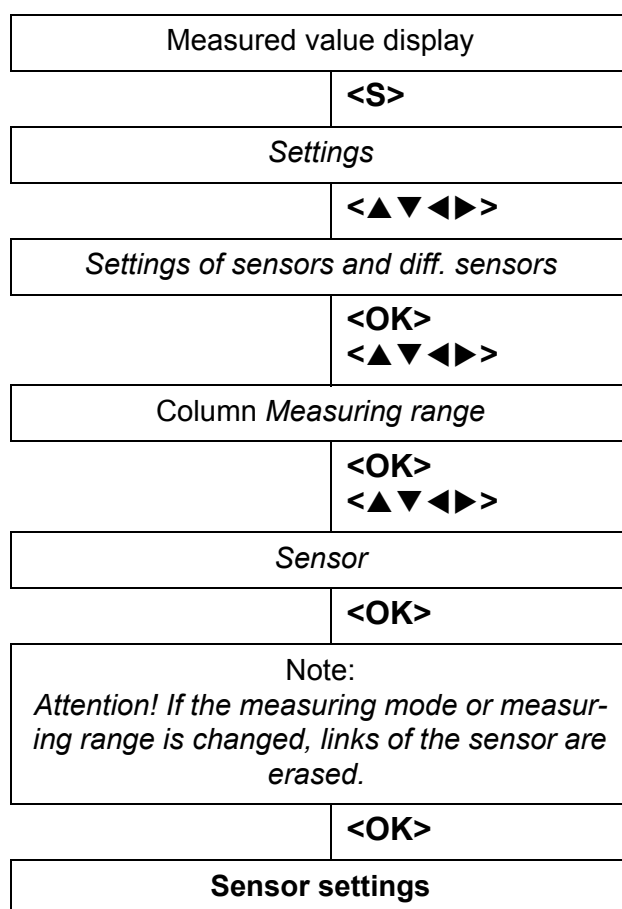 Measured value display
<S>
Settings
<▲▼◀▶>
Settings of sensors and diff. sensors
<OK>
<▲▼◀▶>
Column Measuring range
<OK>
<▲▼◀▶>
Sensor
<OK>
Note:
Attention! If the measuring mode or measur-
ing range is changed, links of the sensor are
erased.
<OK>
Sensor settings